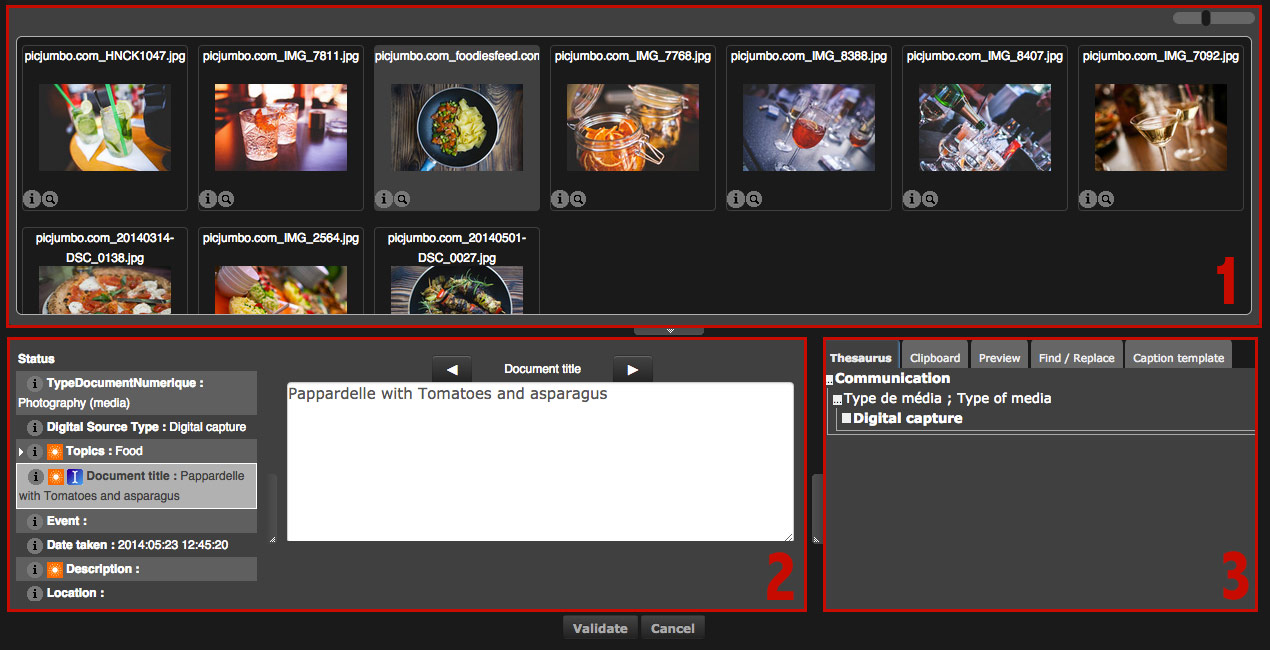 picjumbo.com_HNCK1047.jpg
picjumbo.com_IMG_7811.jpg
picjumbo.com_foodiesfeed.con
picjumbo.com_IMG_7768.jpg
picjumbo.com_IMG_8388.jpg
picjumbo.com_IMG_8407.jpg
picjumbo.com_IMG_7092.jpg
picjumbo.com_20140314-
DSC_0138.jpg
picjumbo.com_IMG_2564.jpg
picjumbo.com_20140501-
DSC_0027.jpg
1
Status
TypeDocumentNumerique :
Photography (media)
Digital Source Type : Digital capture
Topics : Food
Document title : Pappardelle
with Tomatoes and asparagus
Event :
Date taken : 2014:05:23 12:45:20
Description :
Location :
Document title
Pappardelle with Tomatoes and asparagus
2
Thesaurus
Clipboard
Preview
Find / Replace
Caption template
Communication
Type de média ; Type of media
Digital capture
3
Validate
Cancel